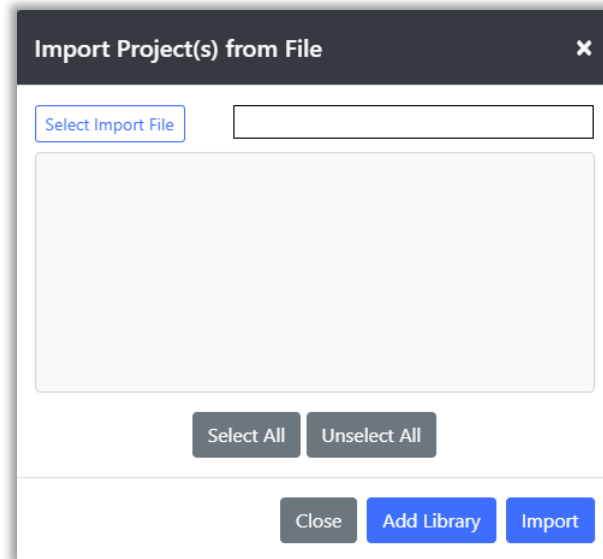 Import Project(s) from File ×
Select Import File
Select All Unselect All
Close Add Library Import